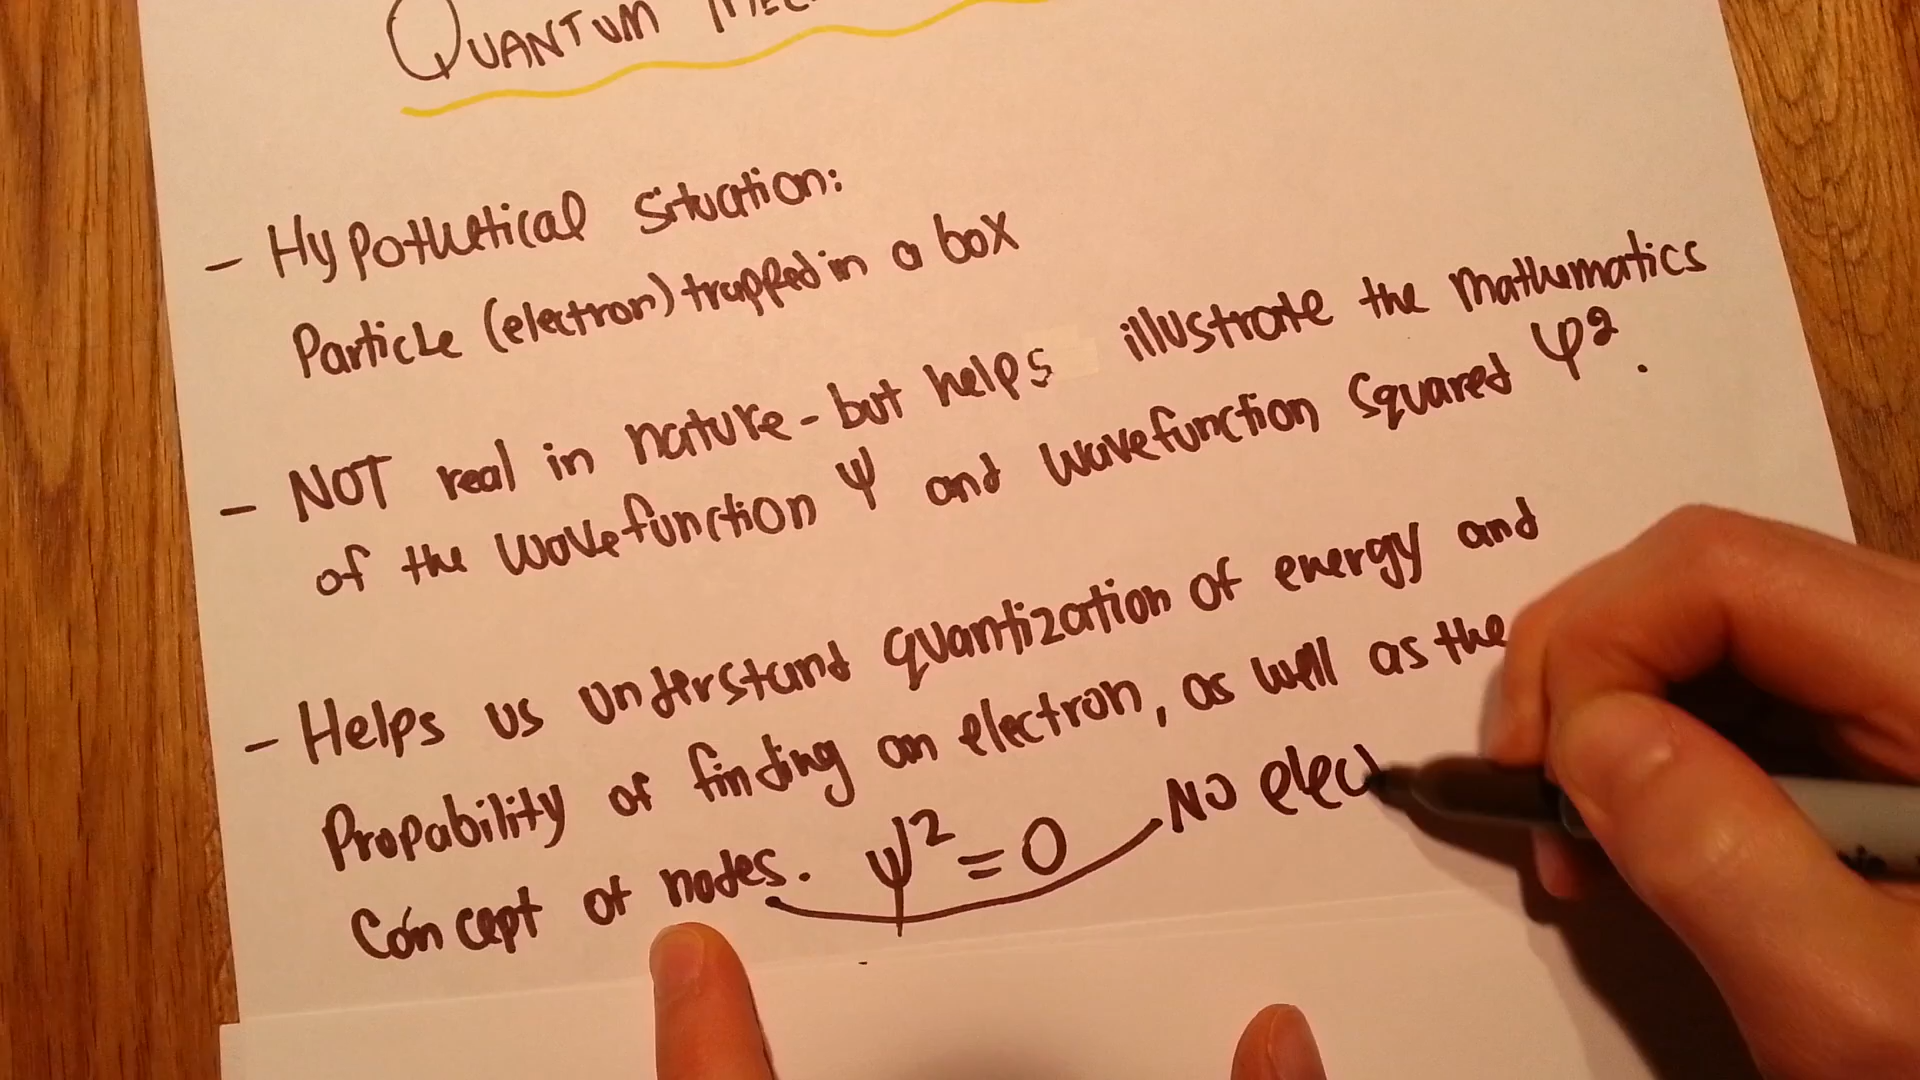 QUANTUM MEC
- Hypothetical situation:
Particle (electron) trapped in a box
- NOT real in nature - but helps illustrate the mathematics
of the wavefunction Ψ and wavefunction squared Ψ².
- Helps us understand quantization of energy and
Propability of finding an electron, as well as the
Concept of nodes. Ψ² = 0 No elec